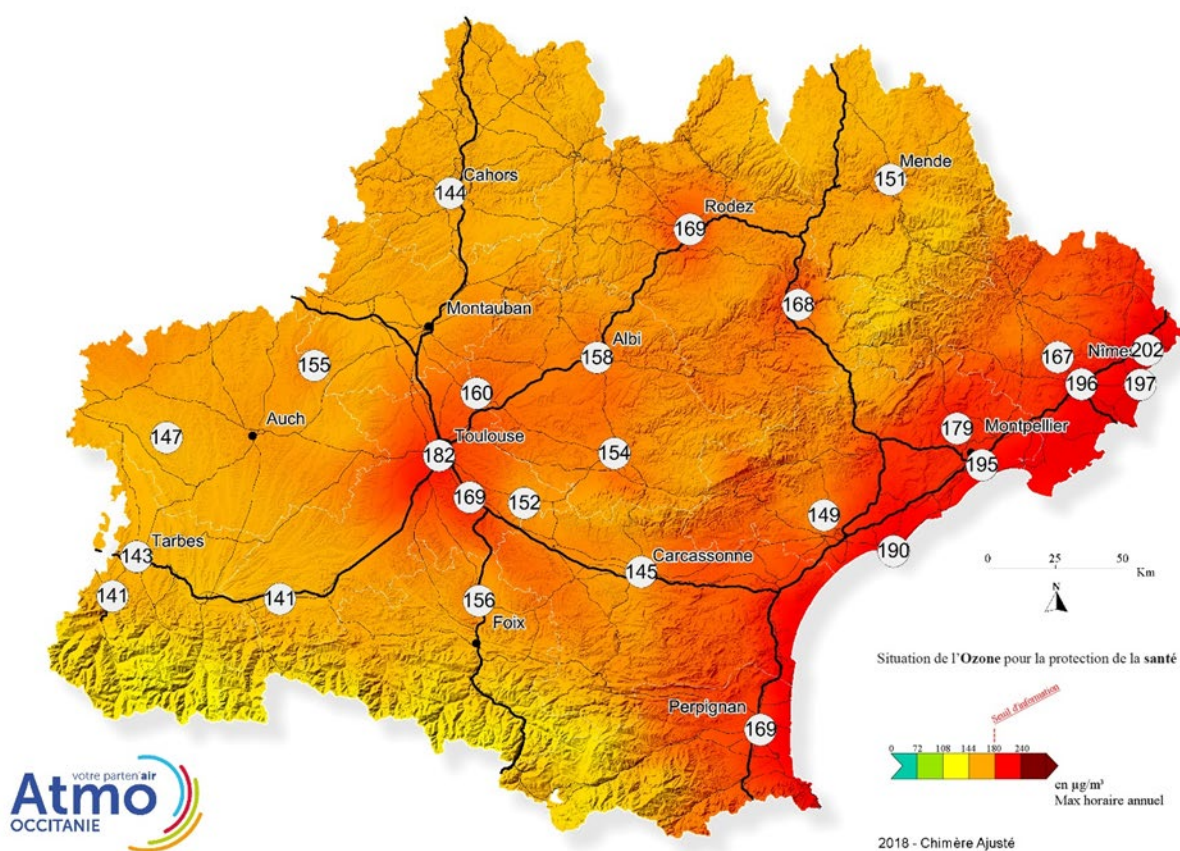 Cahors
144
Mende
151
Rodez
169
168
Montauban
155
Albi
158
160
167
Nîmes
202
196
197
Auch
147
Toulouse
182
179
Montpellier
154
195
169
152
149
190
Tarbes
143
Carcassonne
145
141
141
156
Foix
Perpignan
169
0 25 50
Km
N
Situation de l'Ozone pour la protection de la santé
Seuil d'information
0 72 108 144 180 240
en µg/m³
Max horaire annuel
2018 - Chimère Ajusté
votre parten'air
Atmo
OCCITANIE